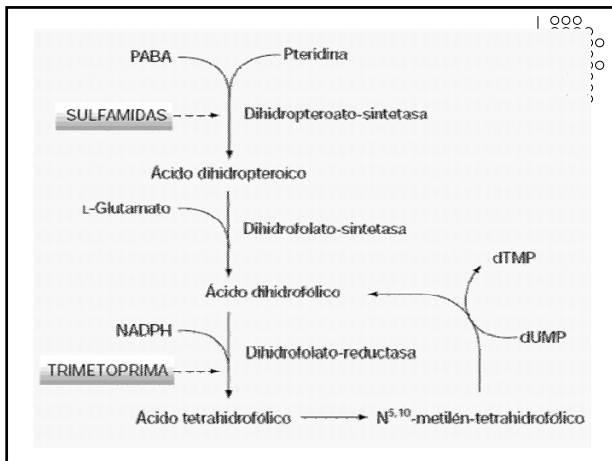 PABA
Pteridina
SULFAMIDAS
Dihidropteroato-sintetasa
Ácido dihidropteroico
L-Glutamato
Dihidrofolato-sintetasa
dTMP
Ácido dihidrofólico
NADPH
dUMP
Dihidrofolato-reductasa
TRIMETOPRIMA
Ácido tetrahidrofólico
N5,10-metilén-tetrahidrofólico